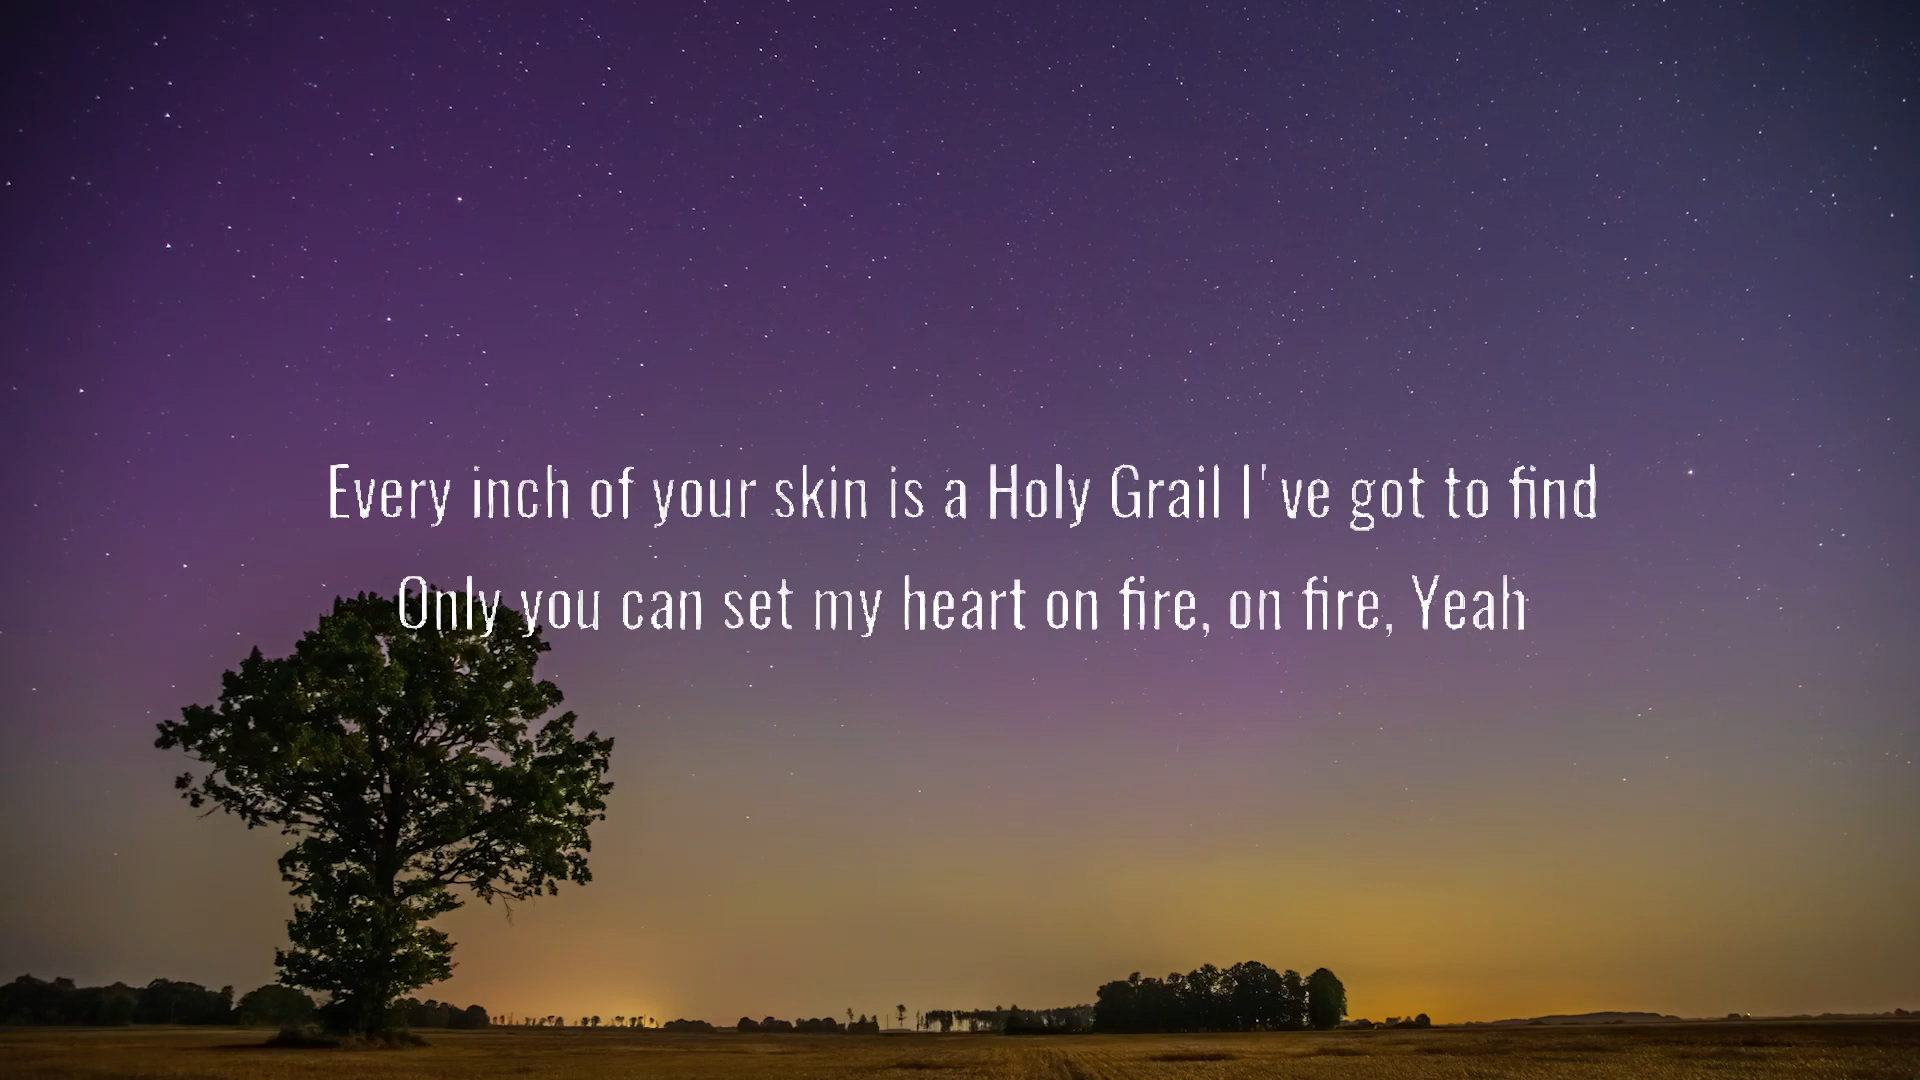 Every inch of your skin is a Holy Grail I've got to find
Only you can set my heart on fire, on fire, Yeah